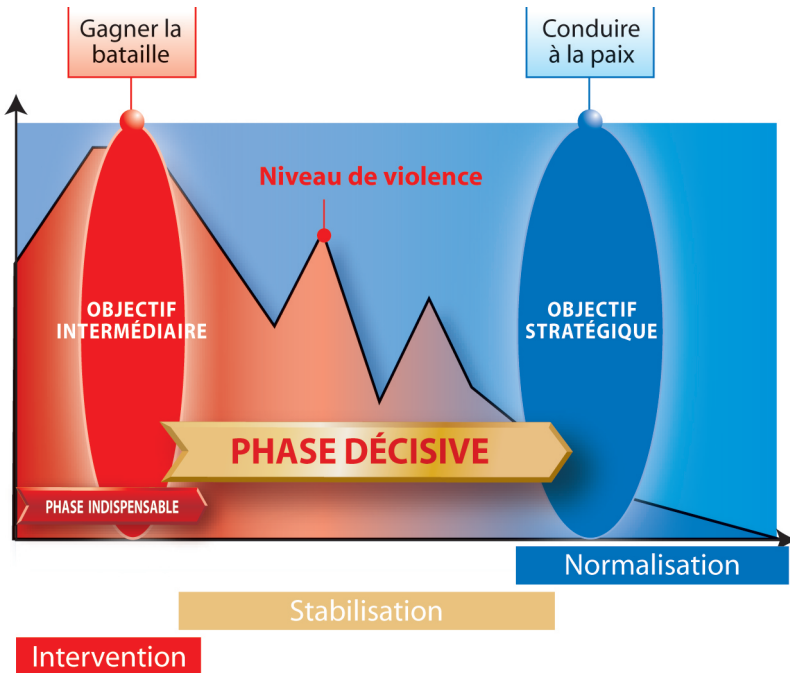 Gagner la
bataille
Conduire
à la paix
Niveau de violence
OBJECTIF
INTERMÉDIAIRE
OBJECTIF
STRATÉGIQUE
PHASE DÉCISIVE
PHASE INDISPENSABLE
Normalisation
Stabilisation
Intervention